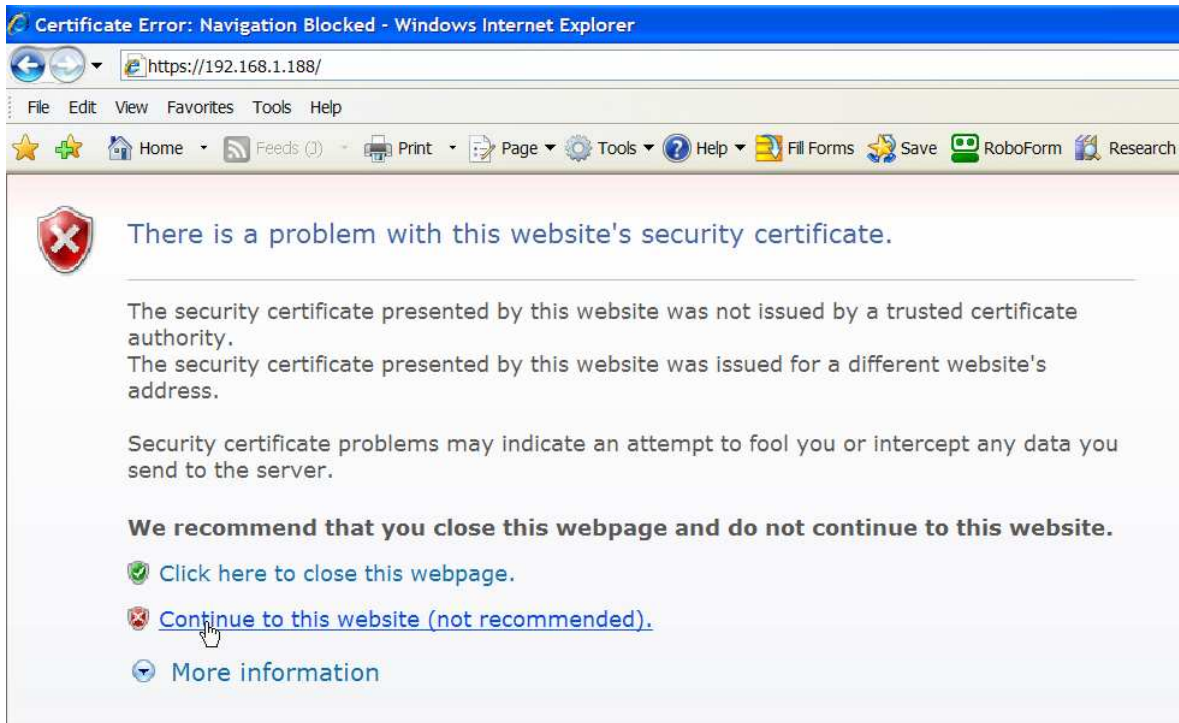 Certificate Error: Navigation Blocked - Windows Internet Explorer
https://192.168.1.188/
File Edit View Favorites Tools Help
Home Feeds (J) Print Page Tools Help Fill Forms Save RoboForm Research
There is a problem with this website's security certificate.
The security certificate presented by this website was not issued by a trusted certificate
authority.
The security certificate presented by this website was issued for a different website's
address.
Security certificate problems may indicate an attempt to fool you or intercept any data you
send to the server.
We recommend that you close this webpage and do not continue to this website.
Click here to close this webpage.
Continue to this website (not recommended).
More information